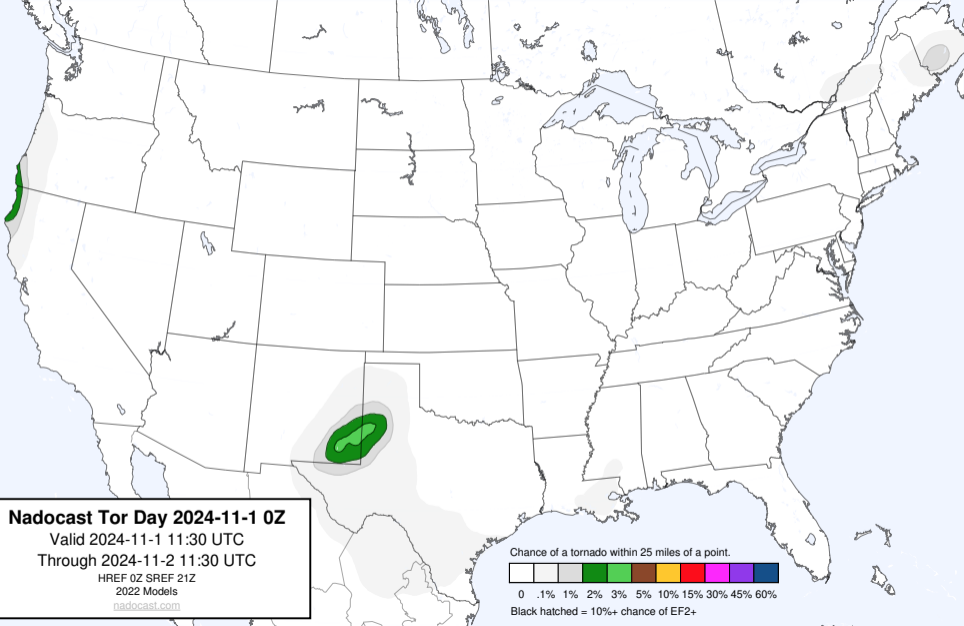 Nadocast Tor Day 2024-11-1 0Z
Valid 2024-11-1 11:30 UTC
Through 2024-11-2 11:30 UTC
HREF 0Z SREF 21Z
2022 Models
nadocast.com
Chance of a tornado within 25 miles of a point.
0 .1% 1% 2% 3% 5% 10% 15% 30% 45% 60%
Black hatched = 10%+ chance of EF2+